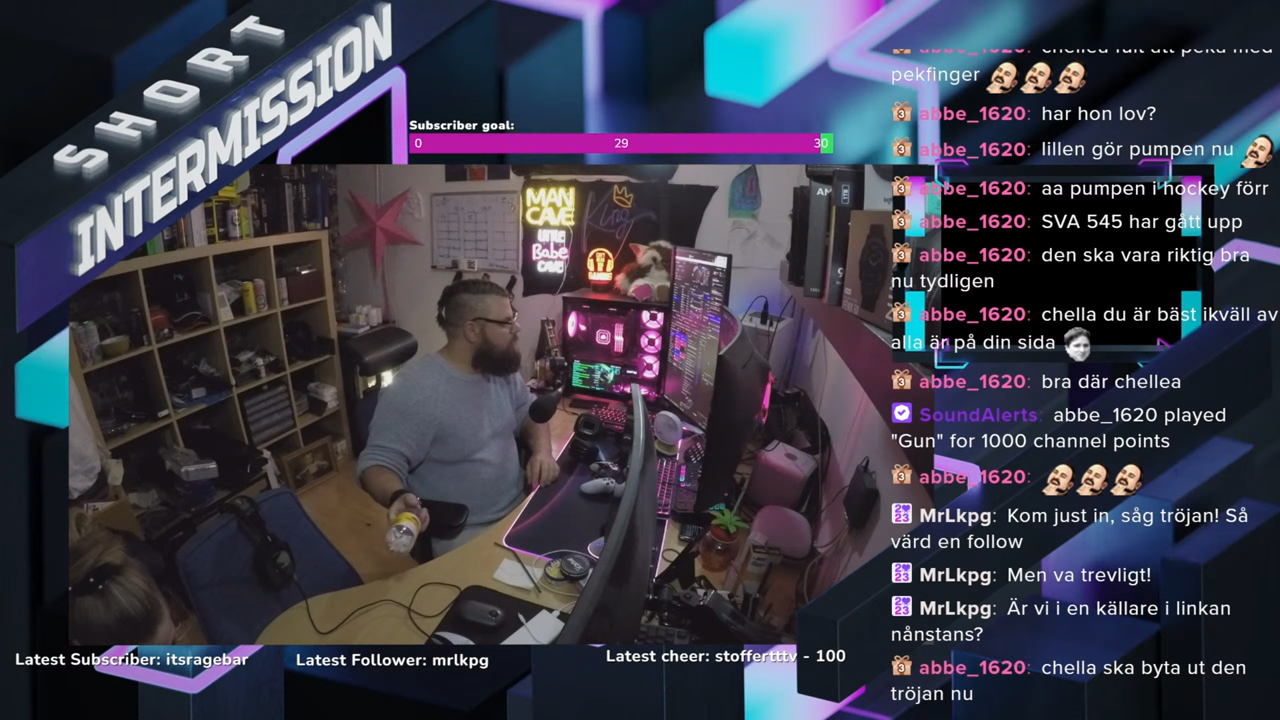 SHORT
INTERMISSION
Subscriber goal:
0 29 30
MAN
CAVE
LITTLE
Babe
CAVE
King
pekfinger
abbe_1620: har hon lov?
abbe_1620: lillen gör pumpen nu
abbe_1620: aa pumpen i hockey förr
abbe_1620: SVA 545 har gått upp
abbe_1620: den ska vara riktig bra
nu tydligen
abbe_1620: chella du är bäst ikväll av
alla är på din sida
abbe_1620: bra där chellea
SoundAlerts: abbe_1620 played
"Gun" for 1000 channel points
abbe_1620:
MrLkpg: Kom just in, såg tröjan! Så
värd en follow
MrLkpg: Men va trevligt!
MrLkpg: Är vi i en källare i linkan
nånstans?
abbe_1620: chella ska byta ut den
tröjan nu
Latest Subscriber: itsragebar
Latest Follower: mrlkpg
Latest cheer: stoffertttv - 100